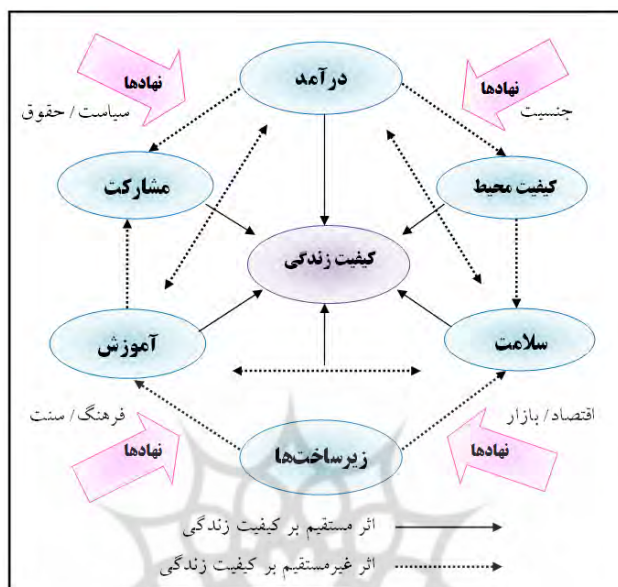 درآمد
نهادها
نهادها
جنسیت
سیاست / حقوق
کیفیت محیط
مشارکت
کیفیت زندگی
سلامت
آموزش
اقتصاد / بازار
فرهنگ / سنت
نهادها
زیرساخت‌ها
نهادها
اثر مستقیم بر کیفیت زندگی
اثر غیرمستقیم بر کیفیت زندگی